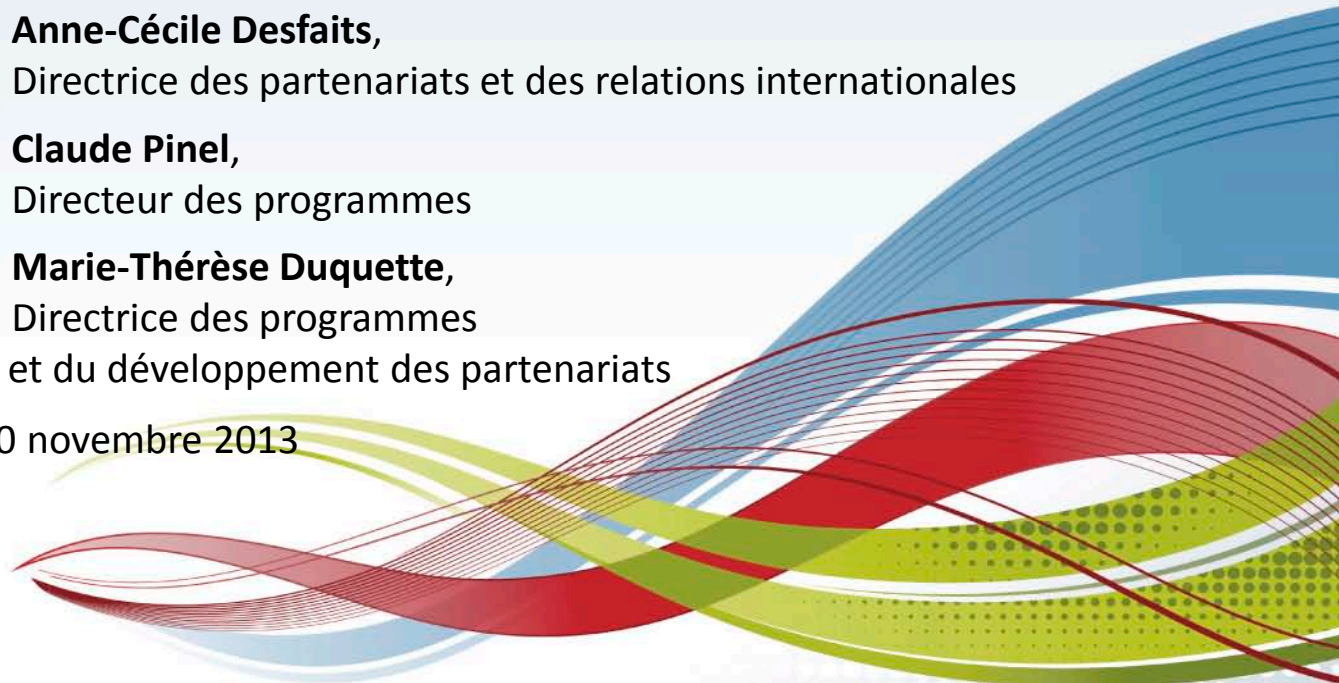 Anne-Cécile Desfaits,
Directrice des partenariats et des relations internationales
Claude Pinel,
Directeur des programmes
Marie-Thérèse Duquette,
Directrice des programmes
et du développement des partenariats
0 novembre 2013